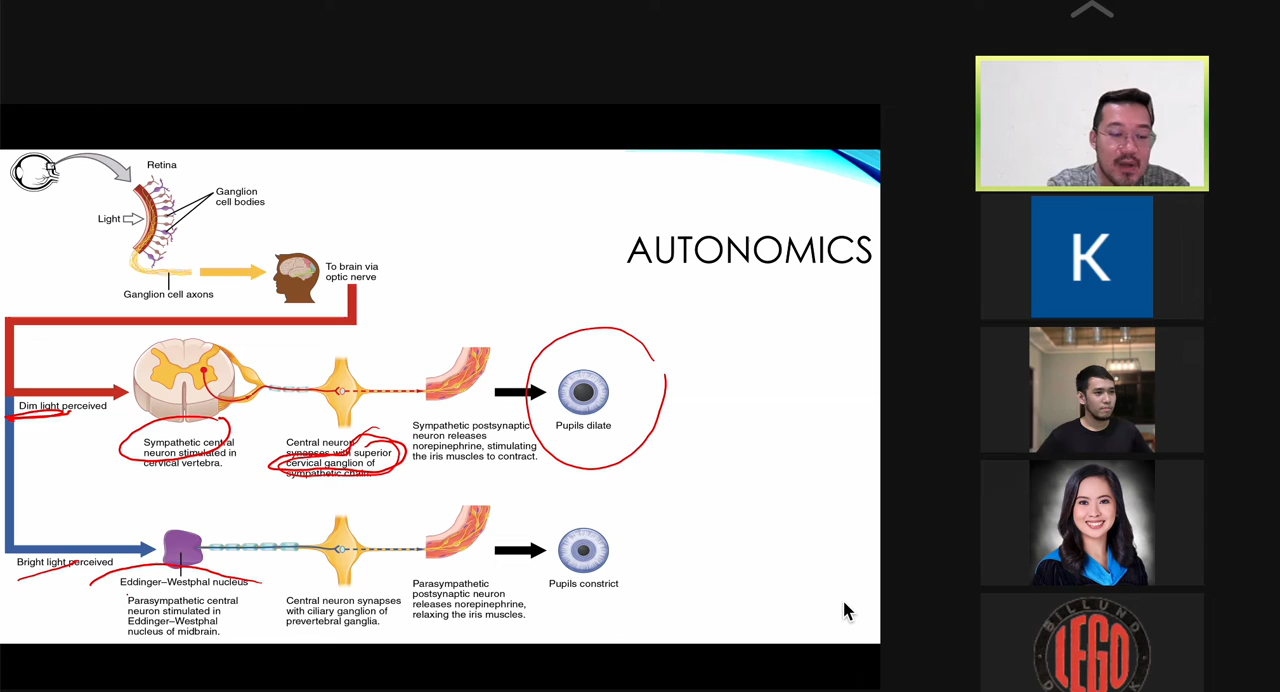 Retina
Ganglion
cell bodies
Light
Ganglion cell axons
To brain via
optic nerve
AUTONOMICS
Dim light perceived
Sympathetic central
neuron stimulated in
cervical vertebra.
Central neuron
synapses with superior
cervical ganglion of
sympathetic chain.
Sympathetic postsynaptic
neuron releases
norepinephrine, stimulating
the iris muscles to contract.
Pupils dilate
Bright light perceived
Eddinger–Westphal nucleus
Parasympathetic central
neuron stimulated in
Eddinger–Westphal
nucleus of midbrain.
Central neuron synapses
with ciliary ganglion of
prevertebral ganglia.
Parasympathetic
postsynaptic neuron
releases norepinephrine,
relaxing the iris muscles.
Pupils constrict
K
BILLUND
LEGO